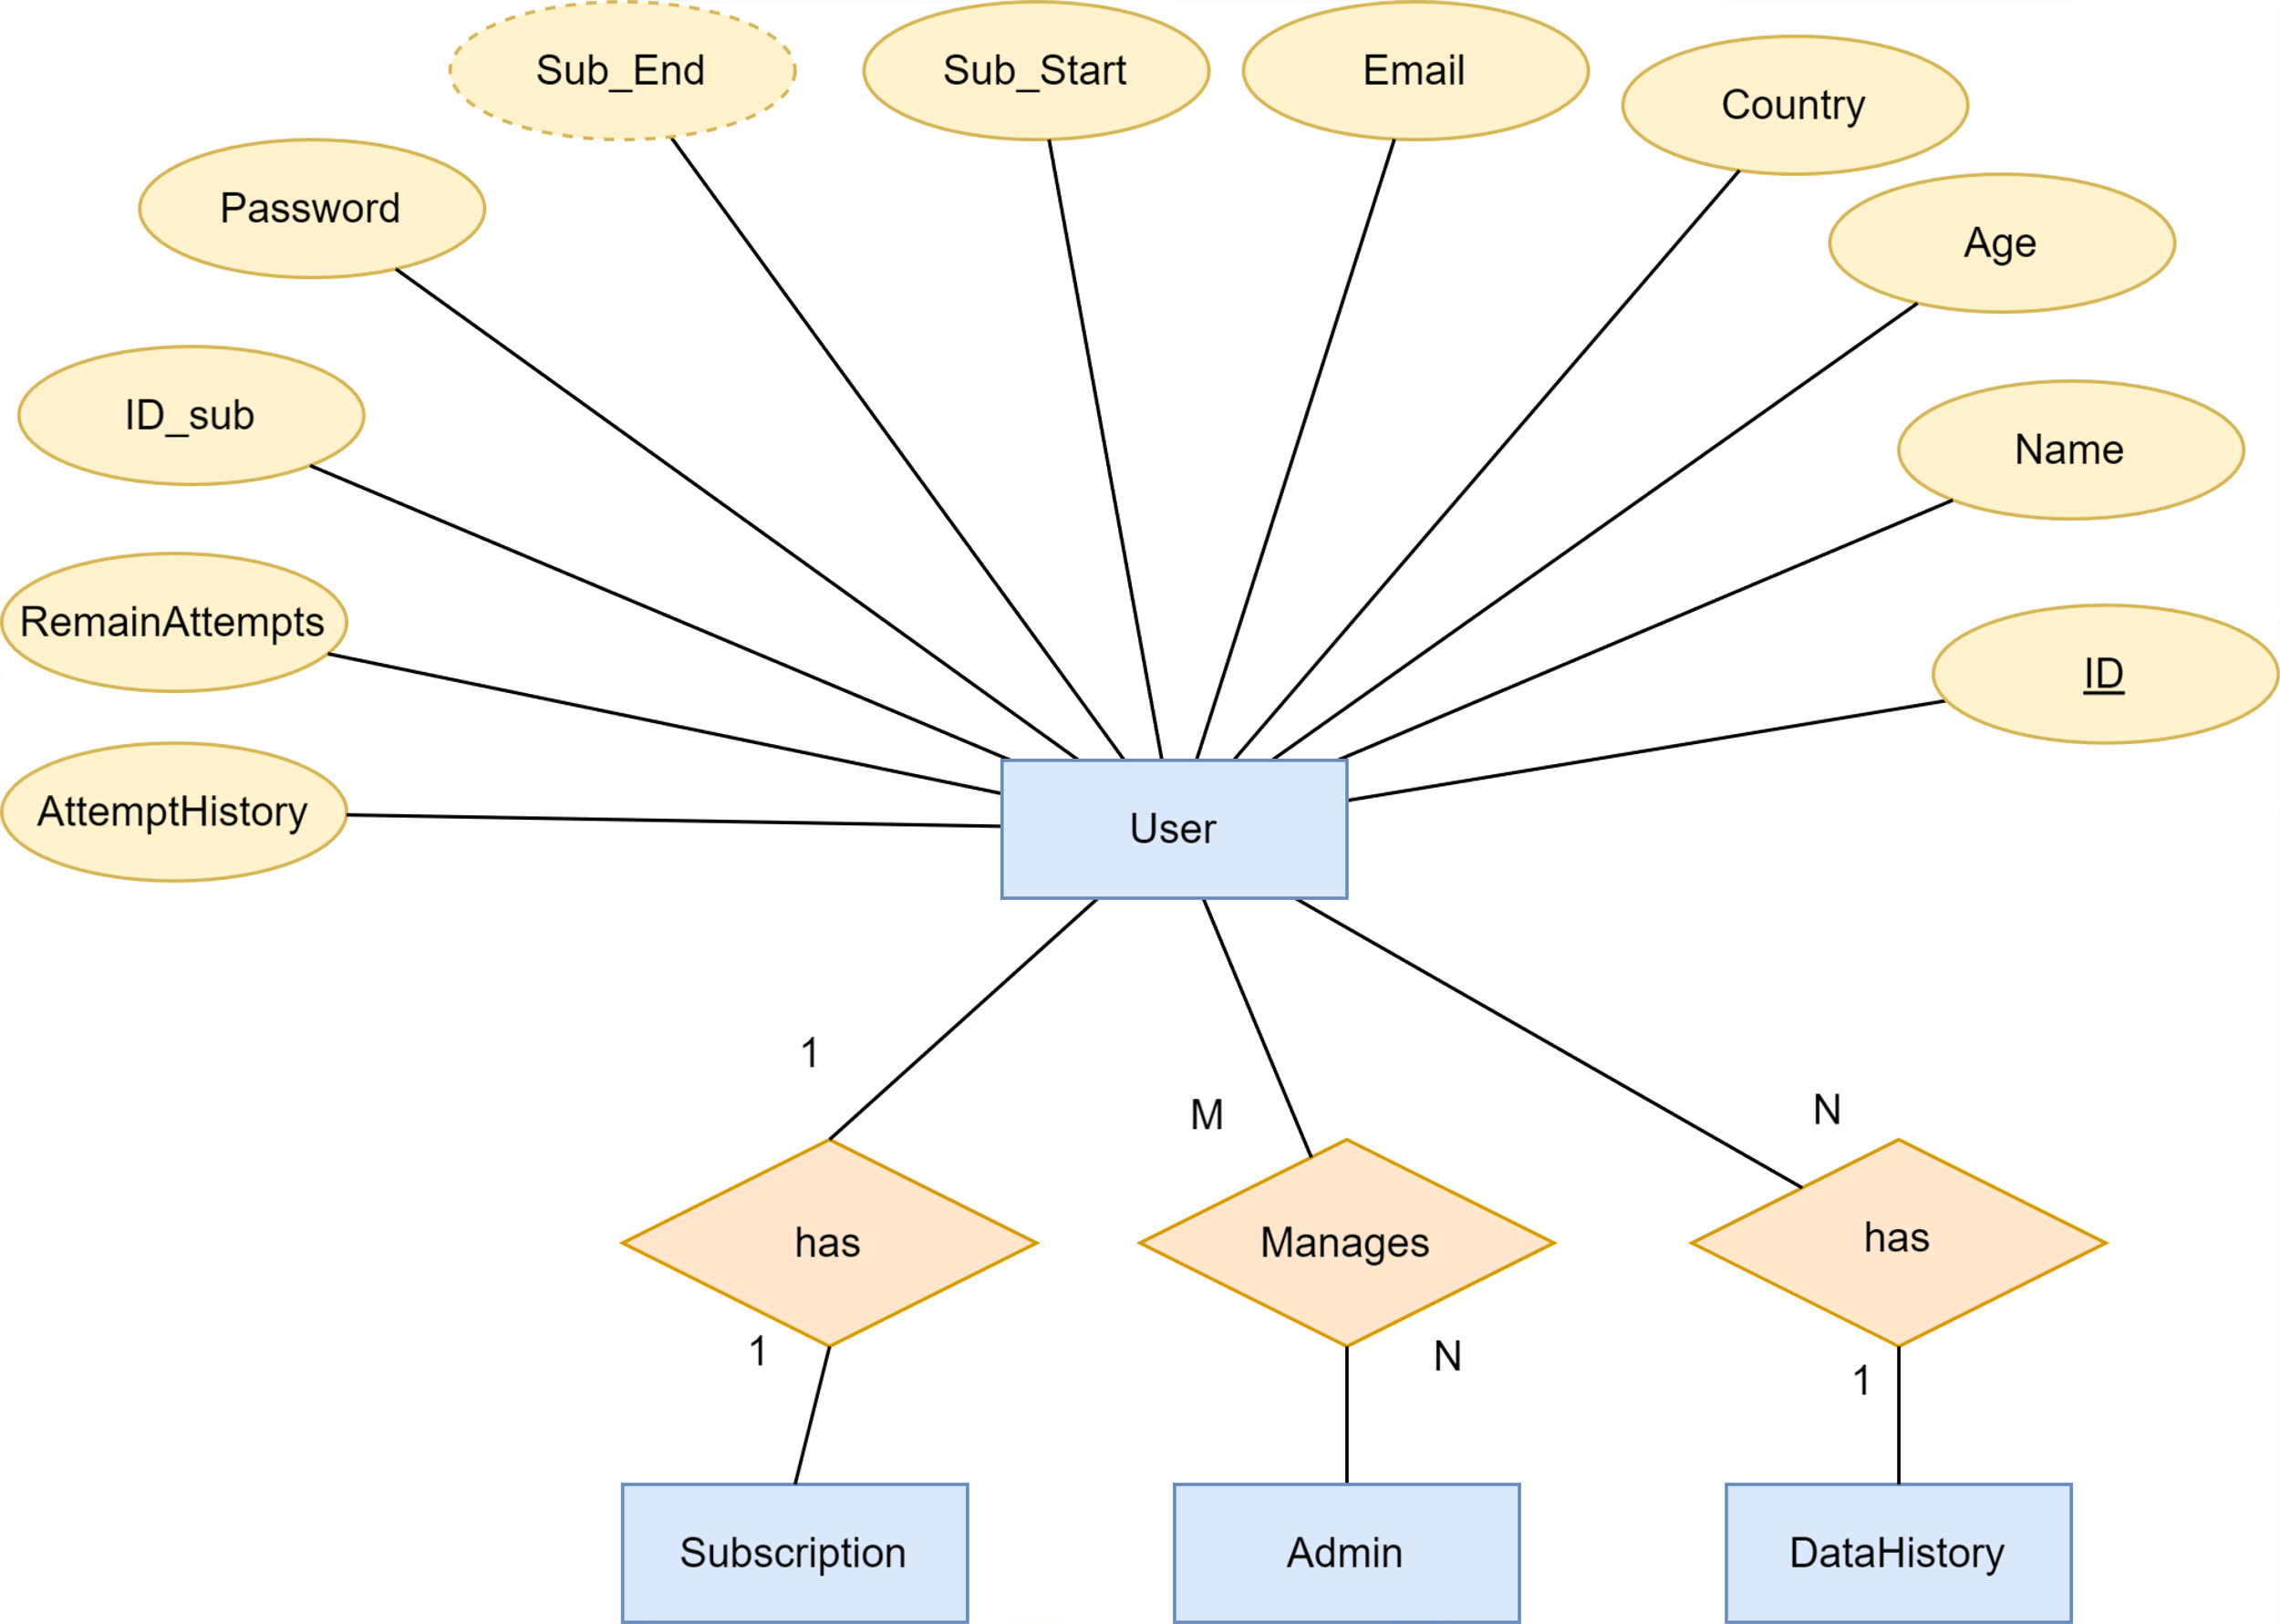 Sub_End
Sub_Start
Email
Country
Password
Age
ID_sub
Name
RemainAttempts
ID
AttemptHistory
User
1
M
N
has
Manages
has
1
N
1
Subscription
Admin
DataHistory